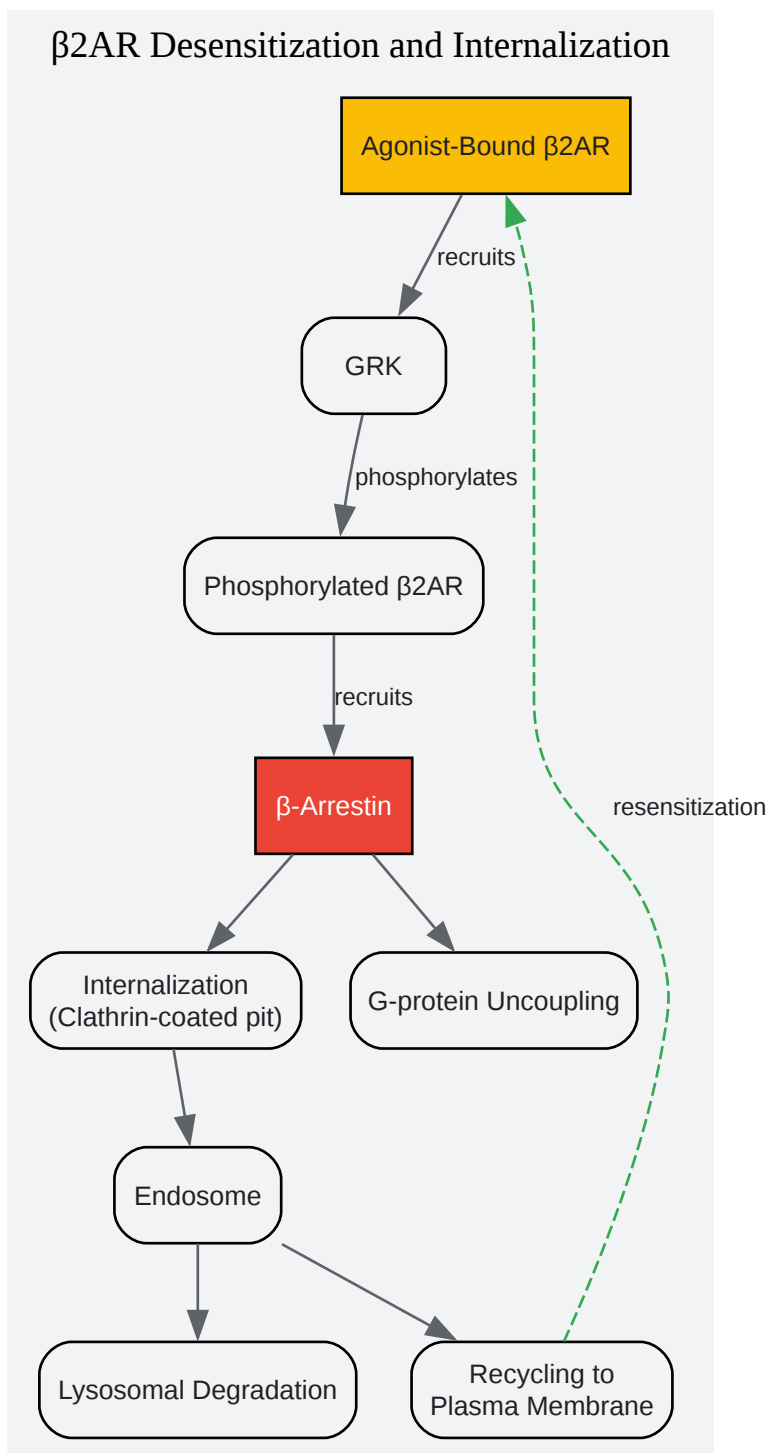 β2AR Desensitization and Internalization
Agonist-Bound β2AR
recruits
GRK
phosphorylates
Phosphorylated β2AR
recruits
β-Arrestin
resensitization
Internalization
(Clathrin-coated pit)
G-protein Uncoupling
Endosome
Lysosomal Degradation
Recycling to
Plasma Membrane